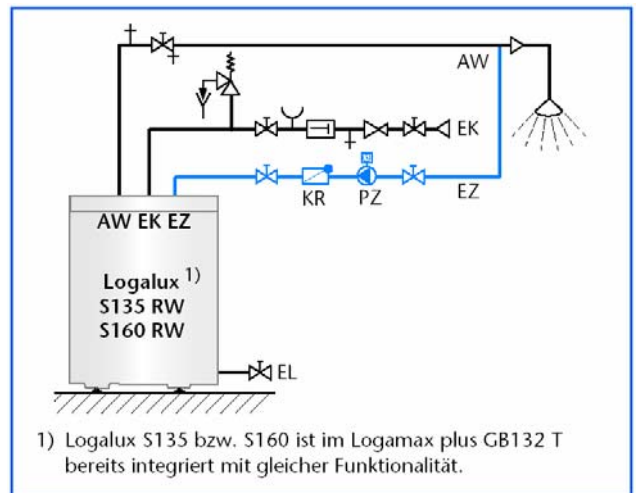 AW
EK
KR PZ EZ
AW EK EZ
Logalux 1)
S135 RW
S160 RW
EL
1) Logalux S135 bzw. S160 ist im Logamax plus GB132 T
bereits integriert mit gleicher Funktionalität.